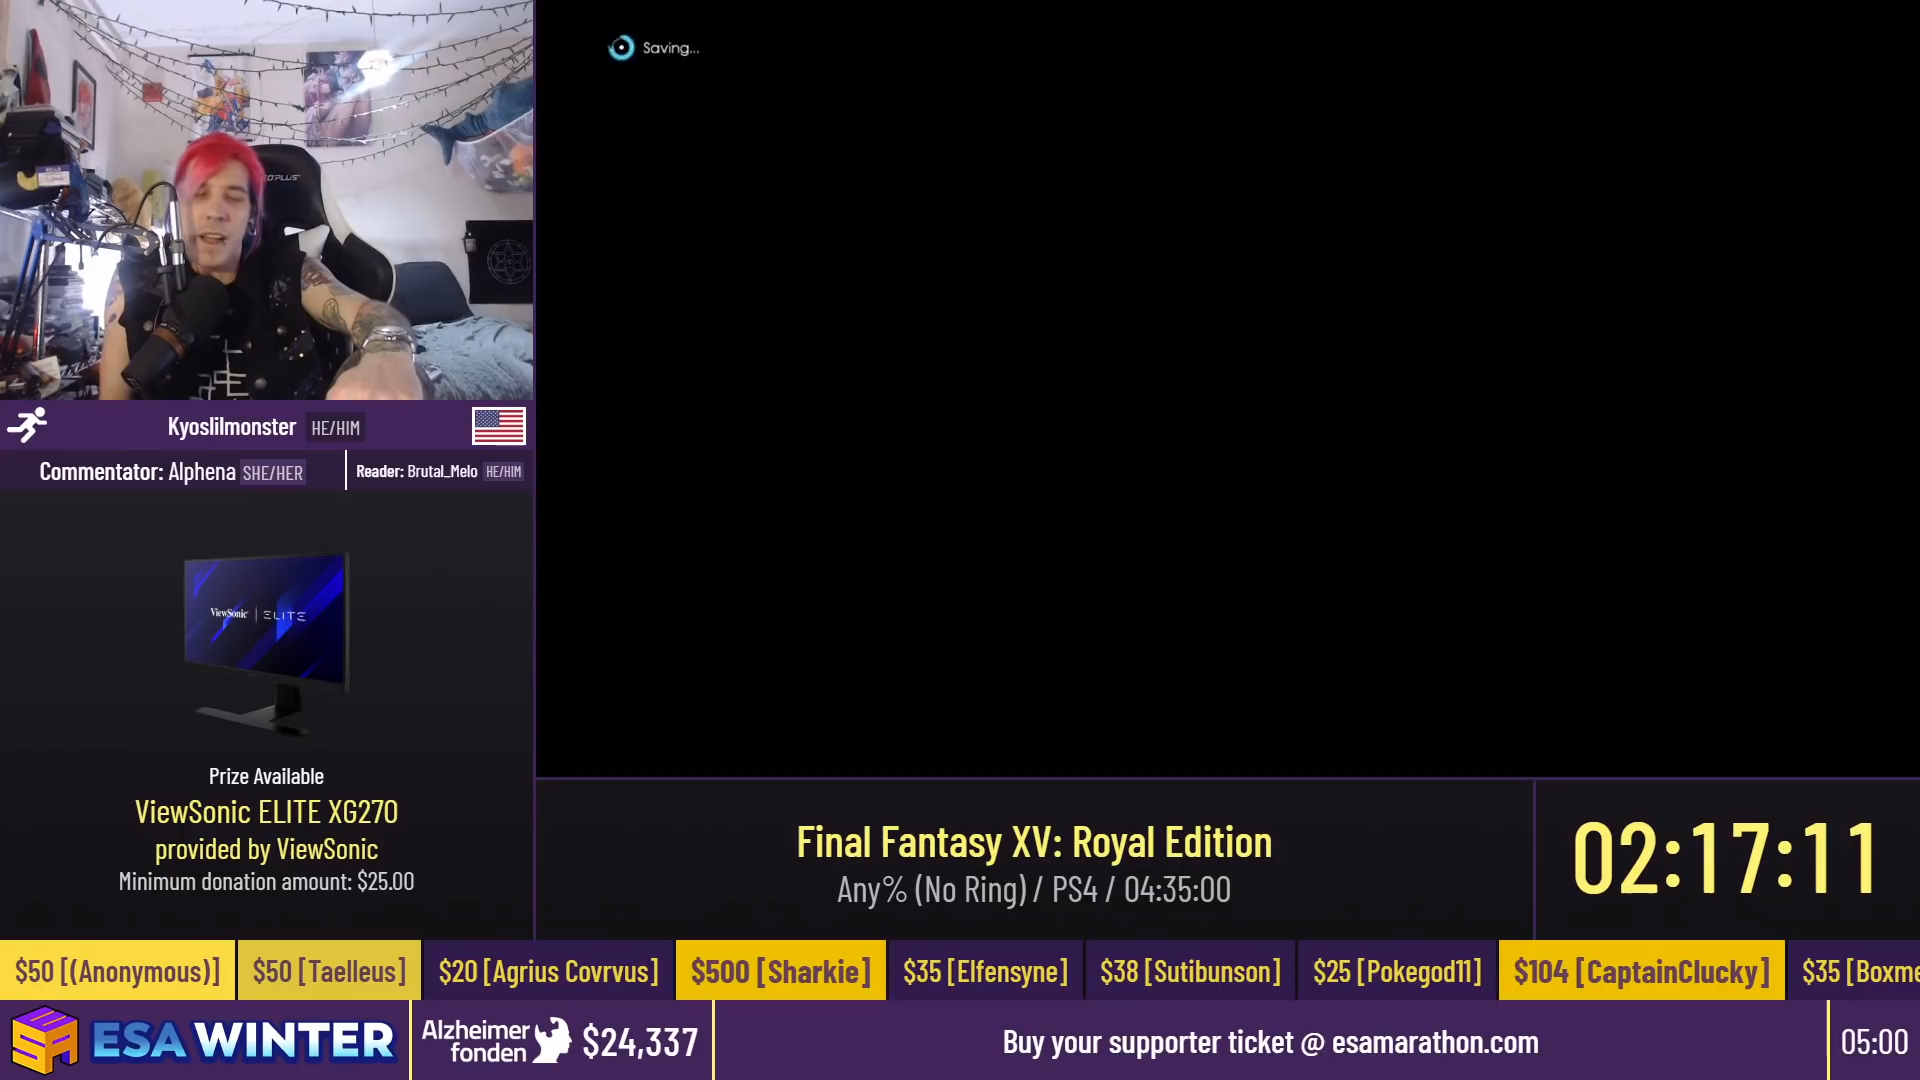 Saving...
Kyoslilmonster HE/HIM
Commentator: Alphena SHE/HER
Reader: Brutal_Melo HE/HIM
ViewSonic ELITE
Prize Available
ViewSonic ELITE XG270
provided by ViewSonic
Minimum donation amount: $25.00
Final Fantasy XV: Royal Edition
Any% (No Ring) / PS4 / 04:35:00
02:17:11
$50 [(Anonymous)]
$50 [Taelleus]
$20 [Agrius Covrvus]
$500 [Sharkie]
$35 [Elfensyne]
$38 [Sutibunson]
$25 [Pokegod11]
$104 [CaptainClucky]
$35 [Boxme
ESA WINTER
Alzheimer
fonden
$24,337
Buy your supporter ticket @ esamarathon.com
05:00